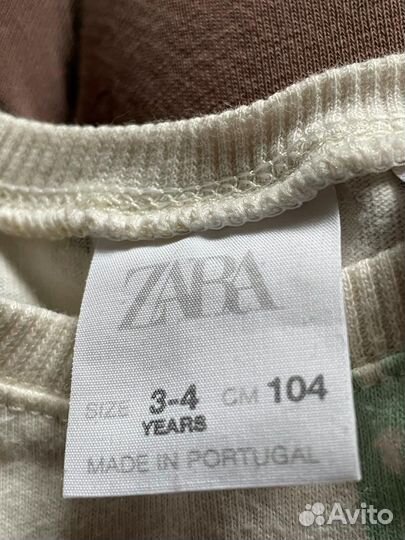 ZARA
SIZE 3-4 CM 104
YEARS
MADE IN PORTUGAL
Avito